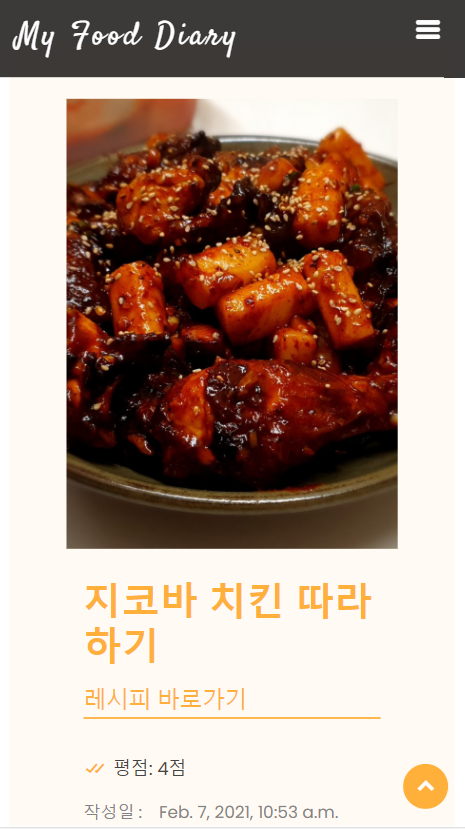 My Food Diary
지코바 치킨 따라
하기
레시피 바로가기
평점: 4점
작성일 : Feb. 7, 2021, 10:53 a.m.